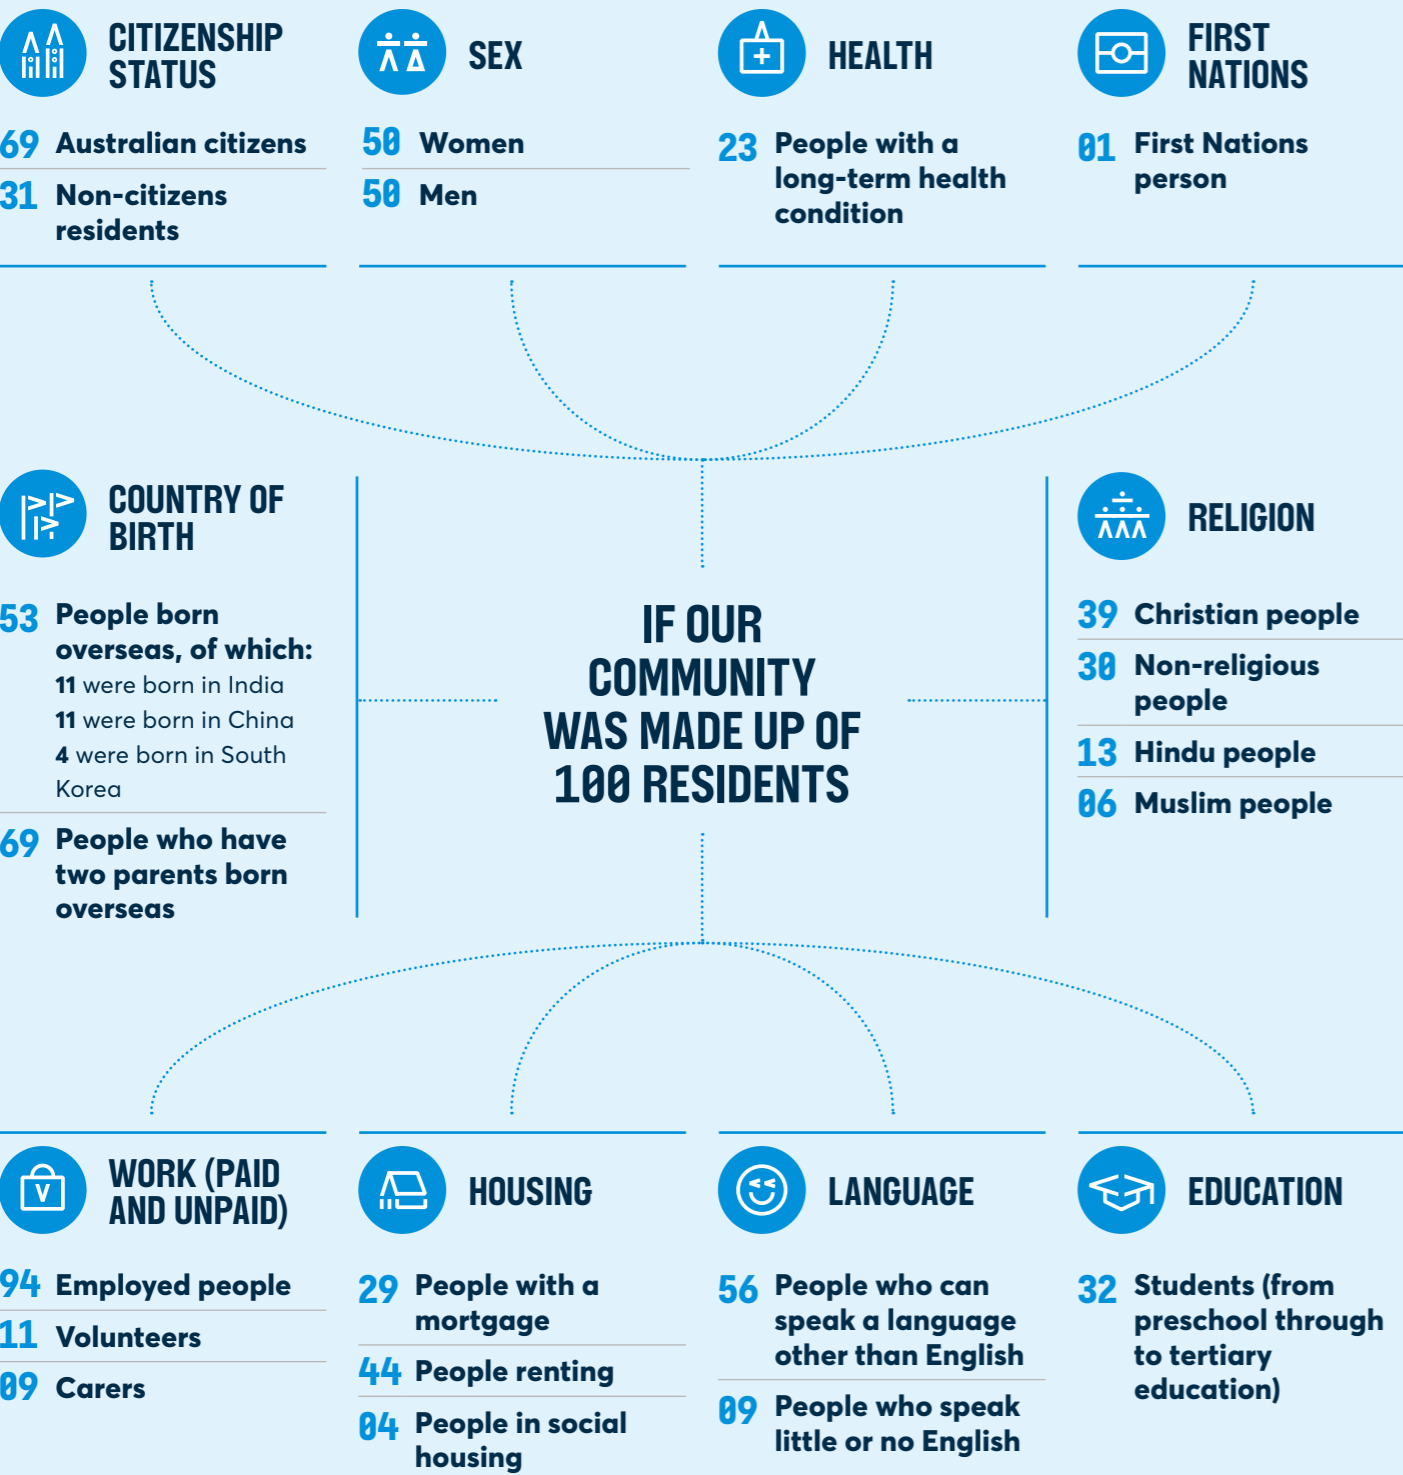 CITIZENSHIP
STATUS
69 Australian citizens
31 Non-citizens
residents
SEX
50 Women
50 Men
HEALTH
23 People with a
long-term health
condition
FIRST
NATIONS
01 First Nations
person
COUNTRY OF
BIRTH
53 People born
overseas, of which:
11 were born in India
11 were born in China
4 were born in South
Korea
69 People who have
two parents born
overseas
IF OUR
COMMUNITY
WAS MADE UP OF
100 RESIDENTS
RELIGION
39 Christian people
30 Non-religious
people
13 Hindu people
06 Muslim people
WORK (PAID
AND UNPAID)
94 Employed people
11 Volunteers
09 Carers
HOUSING
29 People with a
mortgage
44 People renting
04 People in social
housing
LANGUAGE
56 People who can
speak a language
other than English
09 People who speak
little or no English
EDUCATION
32 Students (from
preschool through
to tertiary
education)